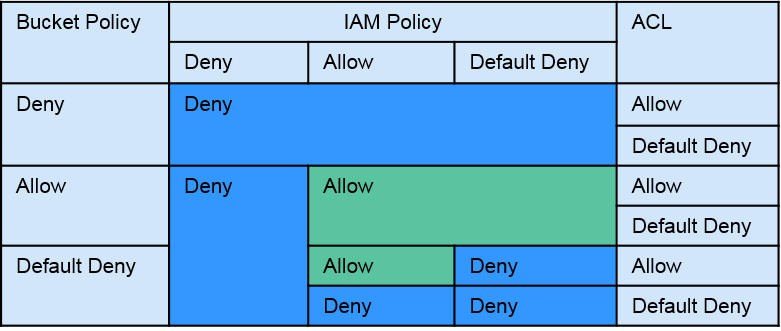 Bucket Policy IAM Policy ACL
Deny Allow Default Deny
Deny Deny Allow
Default Deny
Allow Deny Allow Allow
Default Deny
Default Deny Allow Deny Allow
Deny Deny Default Deny